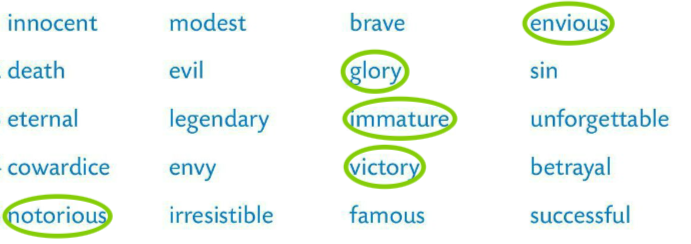 innocent modest brave envious
death evil glory sin
eternal legendary immature unforgettable
cowardice envy victory betrayal
notorious irresistible famous successful